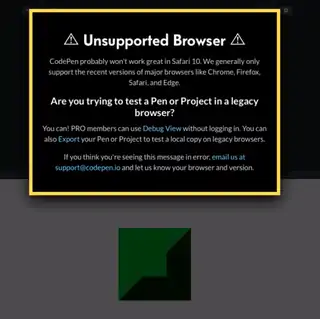 ⚠ Unsupported Browser ⚠
CodePen probably won't work great in Safari 10. We generally only
support the recent versions of major browsers like Chrome, Firefox,
Safari, and Edge.
Are you trying to test a Pen or Project in a legacy
browser?
You can! PRO members can use Debug View without logging in. You can
also Export your Pen or Project to test a local copy on legacy browsers.
If you think you're seeing this message in error, email us at
support@codepen.io and let us know your browser and version.